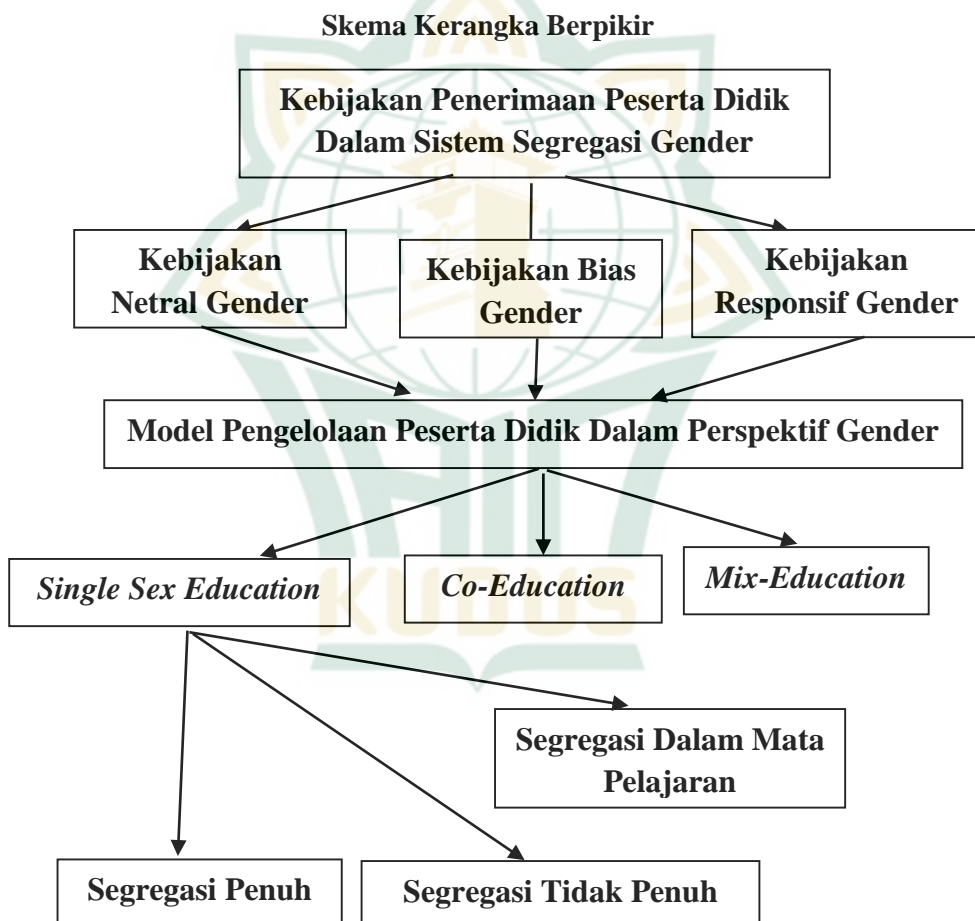 Skema Kerangka Berpikir
Kebijakan Penerimaan Peserta Didik
Dalam Sistem Segregasi Gender
Kebijakan
Netral Gender
Kebijakan Bias
Gender
Kebijakan
Responsif Gender
Model Pengelolaan Peserta Didik Dalam Perspektif Gender
Single Sex Education
Co-Education
Mix-Education
KUDUS
Segregasi Dalam Mata
Pelajaran
Segregasi Penuh
Segregasi Tidak Penuh